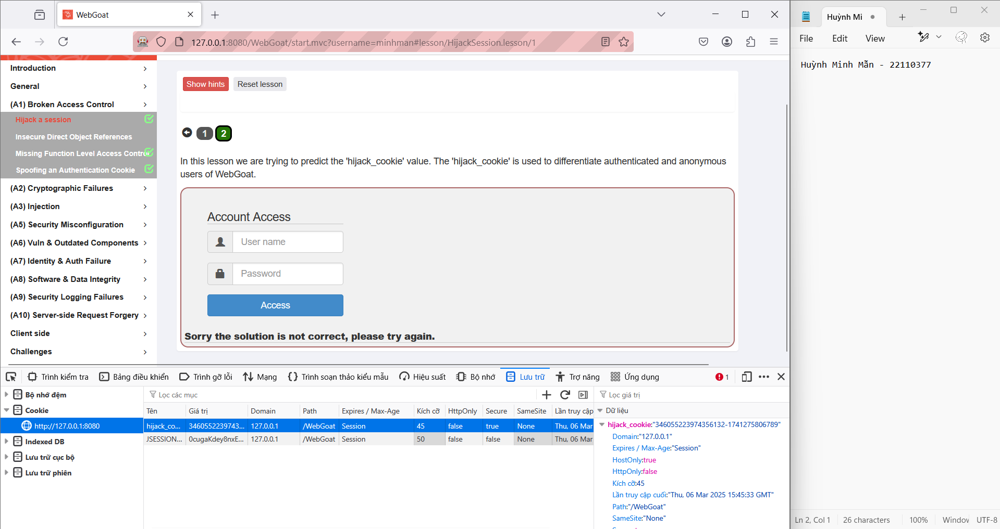 WebGoat
127.0.0.1:8080/WebGoat/start.mvc?username=minhman#lesson/HijackSession.lesson/1
Introduction
General
(A1) Broken Access Control
Hijack a session
Insecure Direct Object References
Missing Function Level Access Control
Spoofing an Authentication Cookie
(A2) Cryptographic Failures
(A3) Injection
(A5) Security Misconfiguration
(A6) Vuln & Outdated Components
(A7) Identity & Auth Failure
(A8) Software & Data Integrity
(A9) Security Logging Failures
(A10) Server-side Request Forgery
Client side
Challenges
Show hints
Reset lesson
1
2
In this lesson we are trying to predict the 'hijack_cookie' value. The 'hijack_cookie' is used to differentiate authenticated and anonymous
users of WebGoat.
Account Access
User name
Password
Access
Sorry the solution is not correct, please try again.
Trình kiểm tra
Bảng điều khiển
Trình gỡ lỗi
Mạng
Trình soạn thảo kiểu mẫu
Hiệu suất
Bộ nhớ
Lưu trữ
Trợ năng
Ứng dụng
1
Bộ nhớ đệm
Cookie
http://127.0.0.1:8080
Indexed DB
Lưu trữ cục bộ
Lưu trữ phiên
Lọc các mục
Tên Giá trị Domain Path Expires / Max-Age Kích cỡ HttpOnly Secure SameSite Lần truy cập
hijack_co... 3460552239743... 127.0.0.1 /WebGoat Session 45 false true None Thu, 06 Mar
JSESSION... 0cugaKdey8nxE... 127.0.0.1 /WebGoat Session 50 false false None Thu, 06 Mar
Lọc giá trị
Dữ liệu
hijack_cookie:"346055223974356132-1741275806789"
Domain:"127.0.0.1"
Expires / Max-Age:"Session"
HostOnly:true
HttpOnly:false
Kích cỡ:45
Lần truy cập cuối:"Thu, 06 Mar 2025 15:45:33 GMT"
Path:"/WebGoat"
SameSite:"None"
Huỳnh Mi
File Edit View
Huỳnh Minh Mẫn - 22110377
Ln 2, Col 1
26 characters
100%
Window
UTF-8